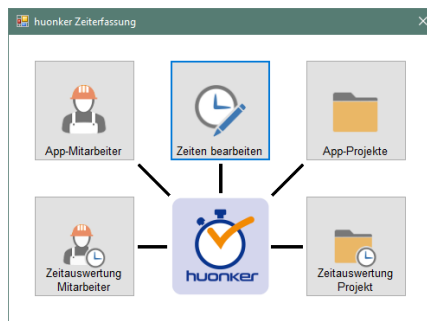 huonker Zeiterfassung
App-Mitarbeiter
Zeiten bearbeiten
App-Projekte
Zeitauswertung
Mitarbeiter
huonker
Zeitauswertung
Projekt